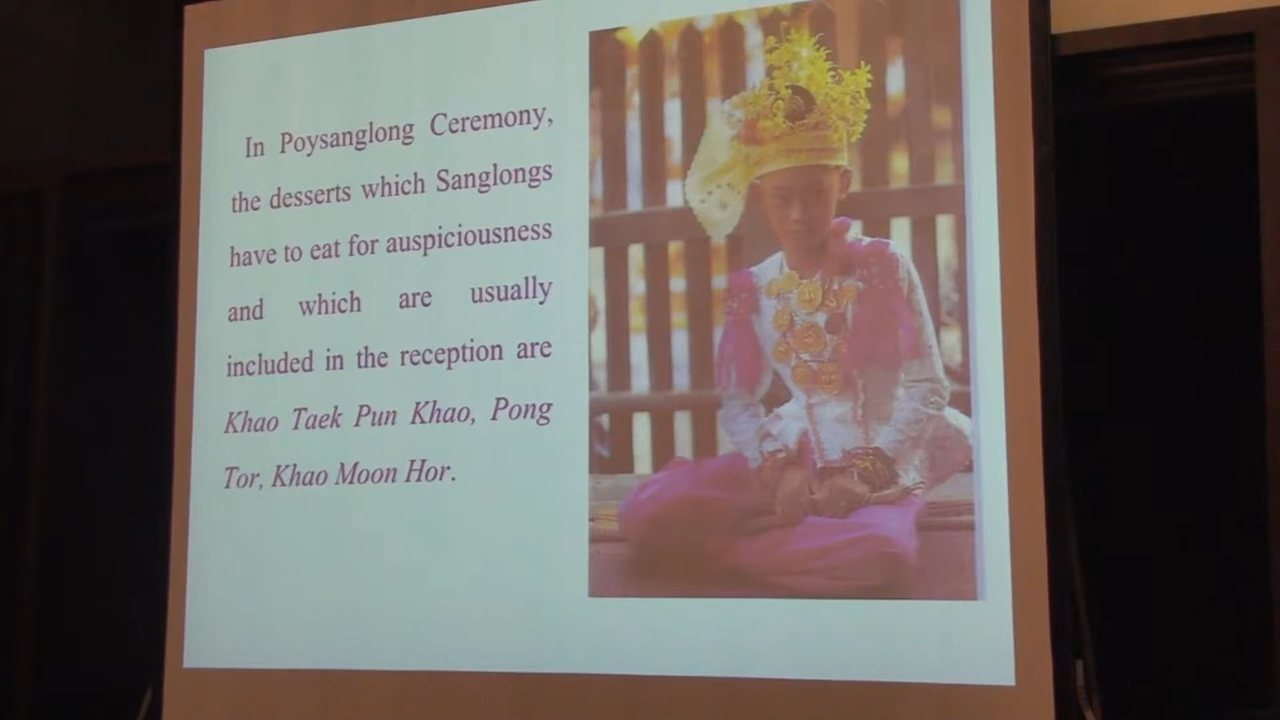 In Poysanglong Ceremony,
the desserts which Sanglongs
have to eat for auspiciousness
and which are usually
included in the reception are
Khao Taek Pun Khao, Pong
Tor, Khao Moon Hor.